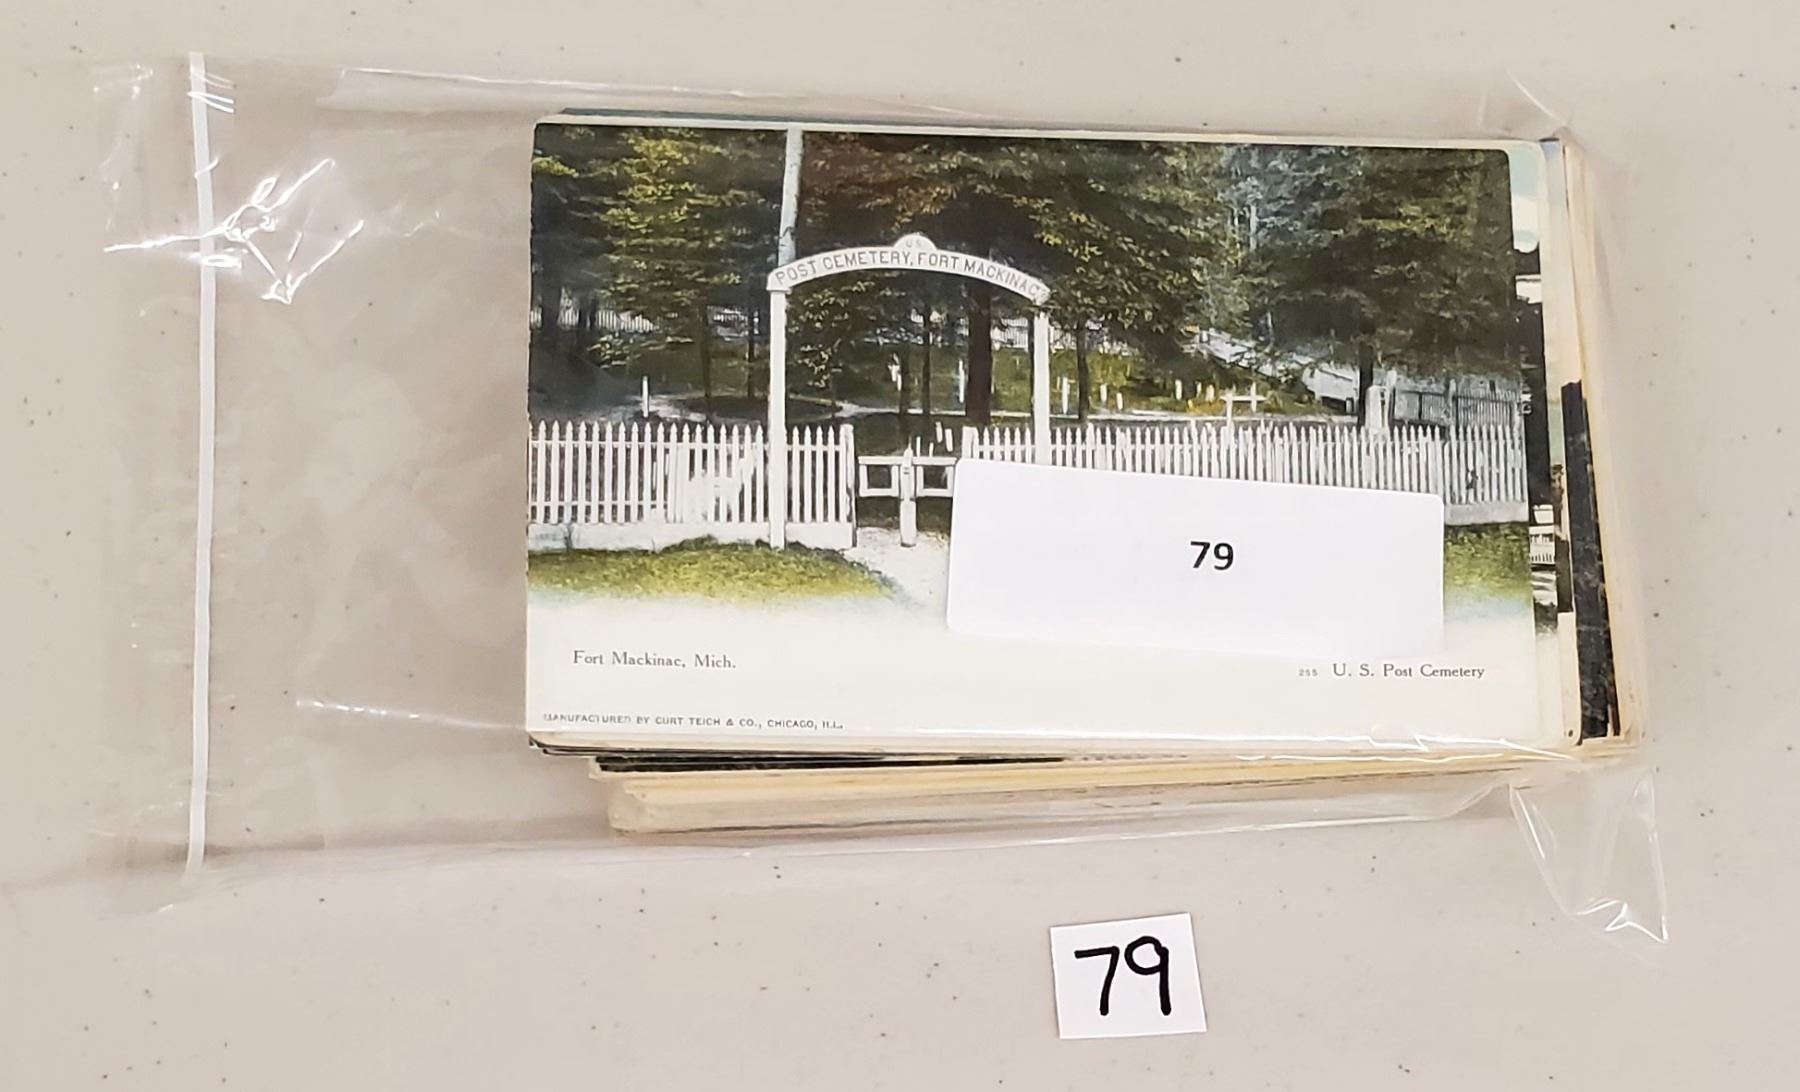 U.S.
POST CEMETERY, FORT MACKINAC
79
Fort Mackinac, Mich.
255 U. S. Post Cemetery
MANUFACTURED BY CURT TEICH & CO., CHICAGO, ILL.
79